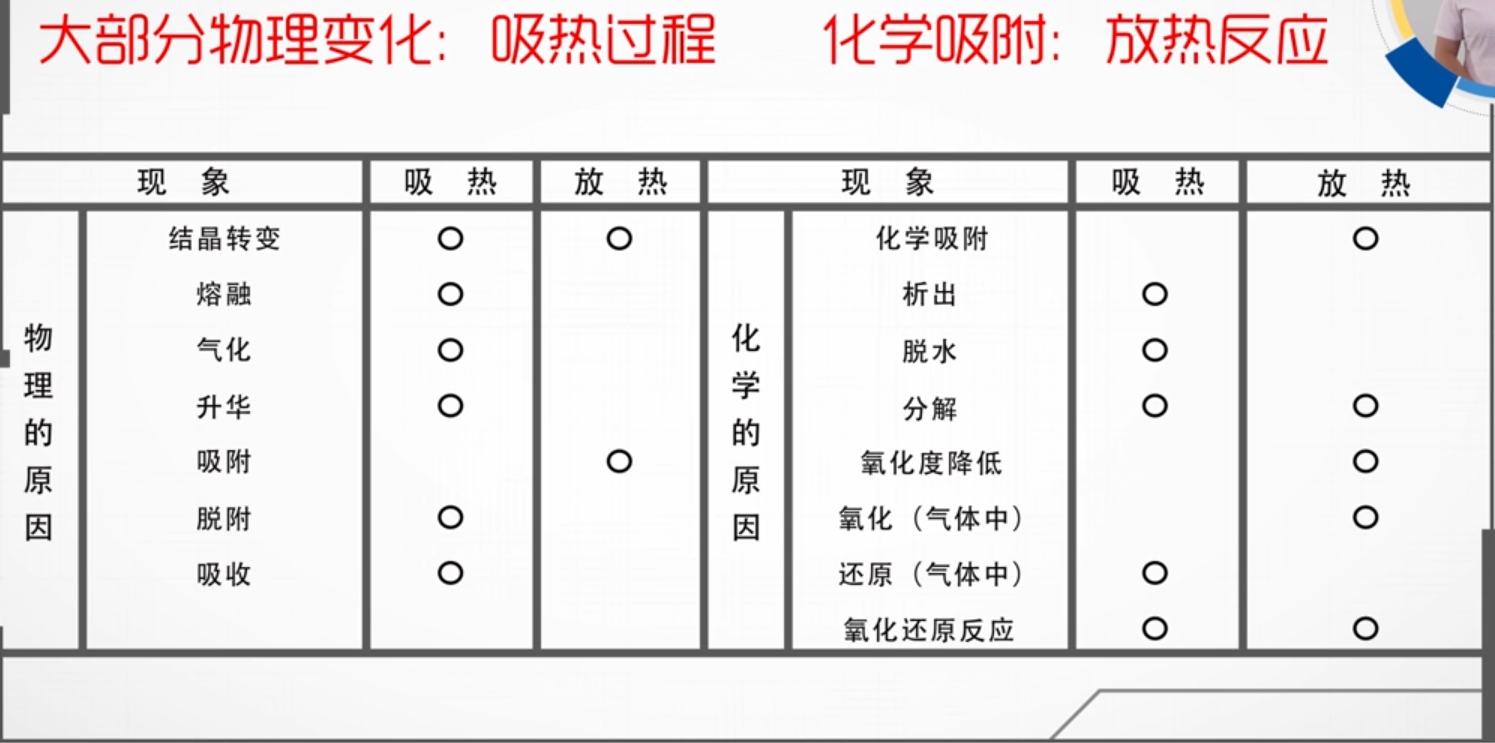 大部分物理变化: 吸热过程 化学吸附: 放热反应
现 象 吸 热 放 热 现 象 吸 热 放 热
物理的原因
结晶转变 ○ ○
熔融 ○
气化 ○
升华 ○
吸附 ○
脱附 ○
吸收 ○
化学的原因
化学吸附 ○
析出 ○
脱水 ○
分解 ○ ○
氧化度降低 ○
氧化（气体中） ○
还原（气体中） ○
氧化还原反应 ○ ○